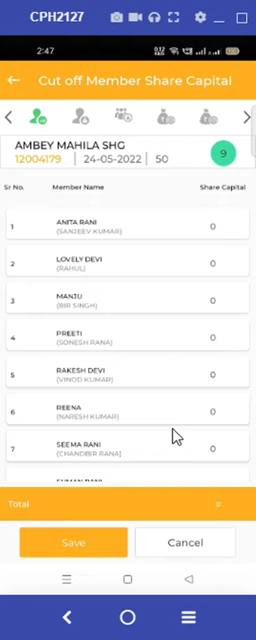 CPH2127
2:47
Cut off Member Share Capital
AMBEY MAHILA SHG
12004179 | 24-05-2022 | 50
9
Sr No. Member Name Share Capital
1 ANITA RANI 0
(SANJEEV KUMAR)
2 LOVELY DEVI 0
(RAHUL)
3 MANJU 0
(BIR SINGH)
4 PREETI 0
(SONESH RANA)
5 RAKESH DEVI 0
(VINOD KUMAR)
6 REENA 0
(NARESH KUMAR)
7 SEEMA RANI 0
(CHANDBIR RANA)
SUMAN RANI
Total 0
Save Cancel